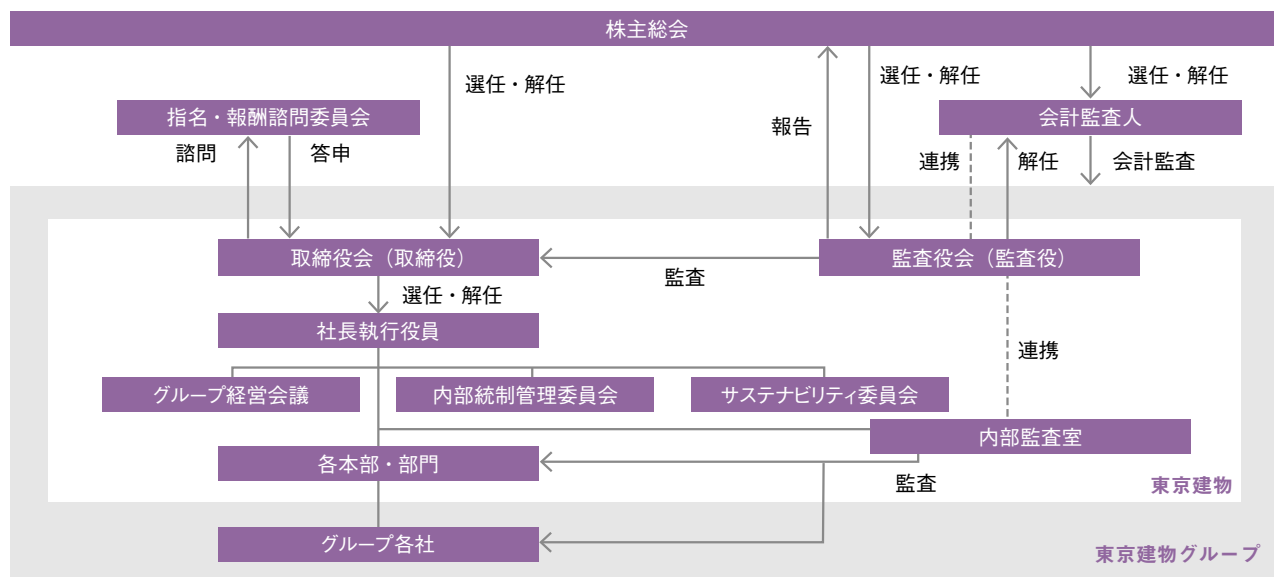 株主総会
選任・解任
選任・解任
選任・解任
指名・報酬諮問委員会
会計監査人
報告
諮問
答申
連携
解任
会計監査
取締役会（取締役）
監査役会（監査役）
監査
選任・解任
社長執行役員
連携
グループ経営会議
内部統制管理委員会
サステナビリティ委員会
内部監査室
各本部・部門
監査
東京建物
グループ各社
東京建物グループ